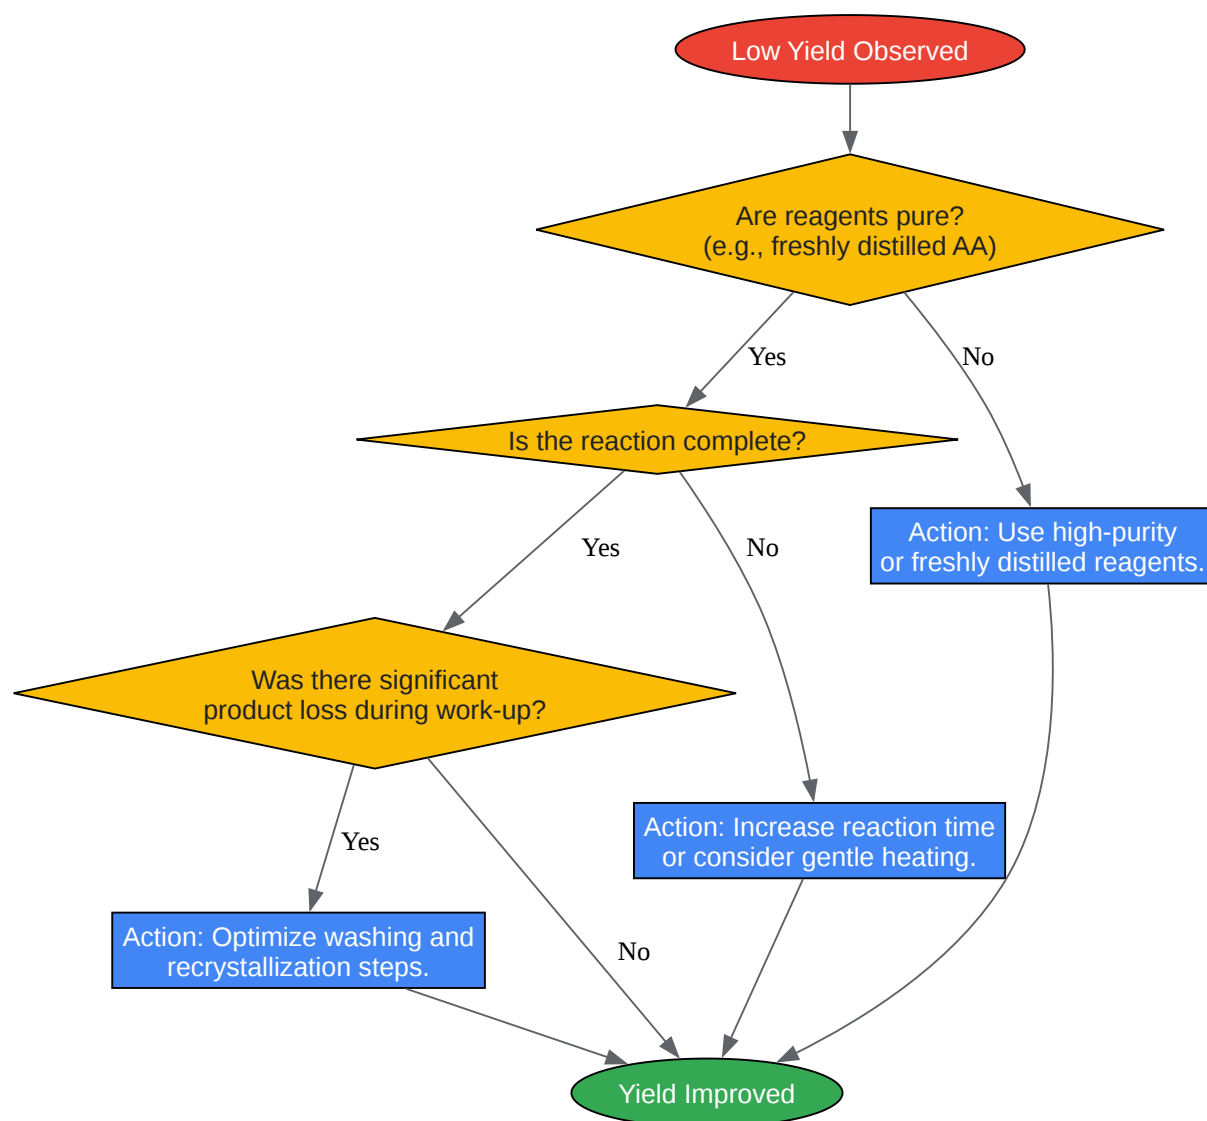 Low Yield Observed
Are reagents pure?
(e.g., freshly distilled AA)
Yes
No
Is the reaction complete?
Yes
No
Action: Use high-purity
or freshly distilled reagents.
Was there significant
product loss during work-up?
Yes
No
Action: Increase reaction time
or consider gentle heating.
Action: Optimize washing and
recrystallization steps.
Yield Improved